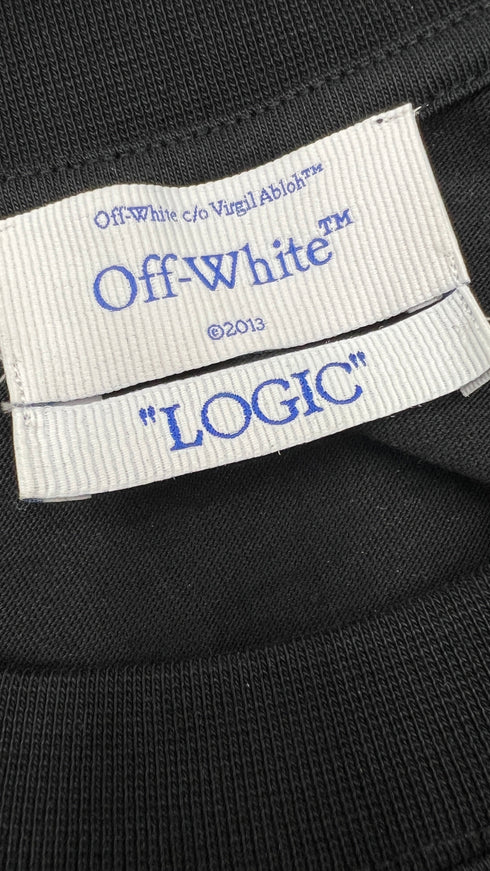 Off-White c/o Virgil Abloh™
Off-White™
©2013
"LOGIC"